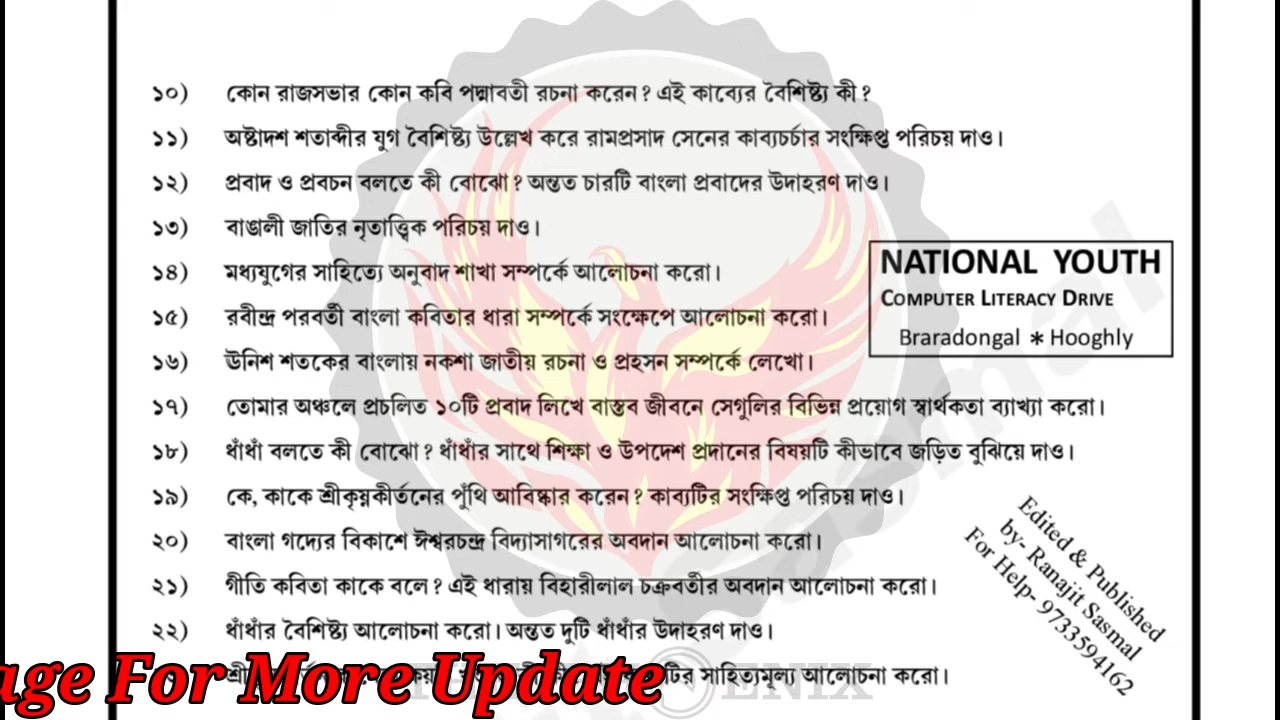 ১০) কোন রাজসভার কোন কবি পদ্মাবতী রচনা করেন? এই কাব্যের বৈশিষ্ট্য কী?
১১) অষ্টাদশ শতাব্দীর যুগ বৈশিষ্ট্য উল্লেখ করে রামপ্রসাদ সেনের কাব্যচর্চার সংক্ষিপ্ত পরিচয় দাও।
১২) প্রবাদ ও প্রবচন বলতে কী বোঝো? অন্তত চারটি বাংলা প্রবাদের উদাহরণ দাও।
১৩) বাঙালী জাতির নৃতাত্ত্বিক পরিচয় দাও।
১৪) মধ্যযুগের সাহিত্যে অনুবাদ শাখা সম্পর্কে আলোচনা করো।
NATIONAL YOUTH
COMPUTER LITERACY DRIVE
Braradongal * Hooghly
১৫) রবীন্দ্র পরবর্তী বাংলা কবিতার ধারা সম্পর্কে সংক্ষেপে আলোচনা করো।
১৬) ঊনিশ শতকের বাংলায় নকশা জাতীয় রচনা ও প্রহসন সম্পর্কে লেখো।
১৭) তোমার অঞ্চলে প্রচলিত ১০টি প্রবাদ লিখে বাস্তব জীবনে সেগুলির বিভিন্ন প্রয়োগ স্বার্থকতা ব্যাখ্যা করো।
১৮) ধাঁধাঁ বলতে কী বোঝো? ধাঁধাঁর সাথে শিক্ষা ও উপদেশ প্রদানের বিষয়টি কীভাবে জড়িত বুঝিয়ে দাও।
১৯) কে, কাকে শ্রীকৃষ্ণকীর্তনের পুঁথি আবিষ্কার করেন? কাব্যটির সংক্ষিপ্ত পরিচয় দাও।
২০) বাংলা গদ্যের বিকাশে ঈশ্বরচন্দ্র বিদ্যাসাগরের অবদান আলোচনা করো।
২১) গীতি কবিতা কাকে বলে? এই ধারায় বিহারীলাল চক্রবর্তীর অবদান আলোচনা করো।
২২) ধাঁধাঁর বৈশিষ্ট্য আলোচনা করো। অন্তত দুটি ধাঁধাঁর উদাহরণ দাও।
সাহিত্যমূল্য আলোচনা করো।
Edited & Published
by- Ranajit Sasmal
For Help- 9733594162
age For More Update